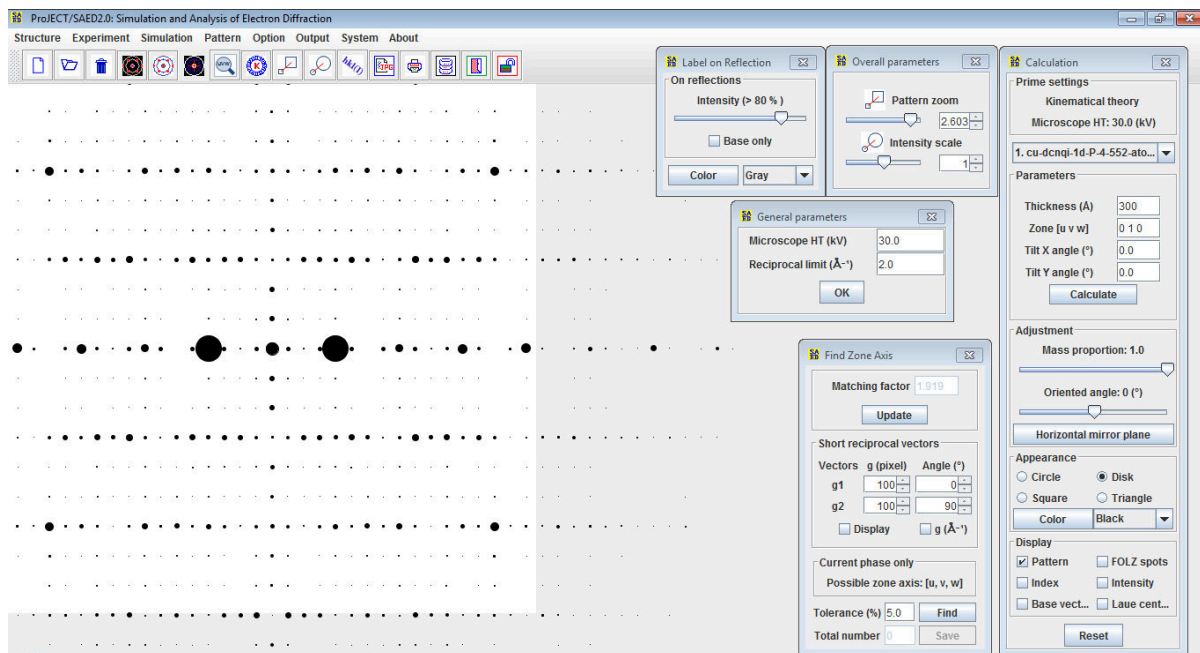 ProJECT/SAED2.0: Simulation and Analysis of Electron Diffraction
Structure Experiment Simulation Pattern Option Output System About
UVW
K
hkl()
JPG
Label on Reflection
On reflections
Intensity (> 80 % )
Base only
Color Gray
Overall parameters
Pattern zoom
2.603
Intensity scale
1
General parameters
Microscope HT (kV) 30.0
Reciprocal limit (Å⁻¹) 2.0
OK
Find Zone Axis
Matching factor 1.919
Update
Short reciprocal vectors
Vectors g (pixel) Angle (°)
g1 100 0
g2 100 90
Display g (Å⁻¹)
Current phase only
Possible zone axis: [u, v, w]
Tolerance (%) 5.0 Find
Total number 0 Save
Calculation
Prime settings
Kinematical theory
Microscope HT: 30.0 (kV)
1. cu-dcnqi-1d-P-4-552-ato...
Parameters
Thickness (Å) 300
Zone [u v w] 0 1 0
Tilt X angle (°) 0.0
Tilt Y angle (°) 0.0
Calculate
Adjustment
Mass proportion: 1.0
Oriented angle: 0 (°)
Horizontal mirror plane
Appearance
Circle Disk
Square Triangle
Color Black
Display
Pattern FOLZ spots
Index Intensity
Base vect... Laue cent...
Reset